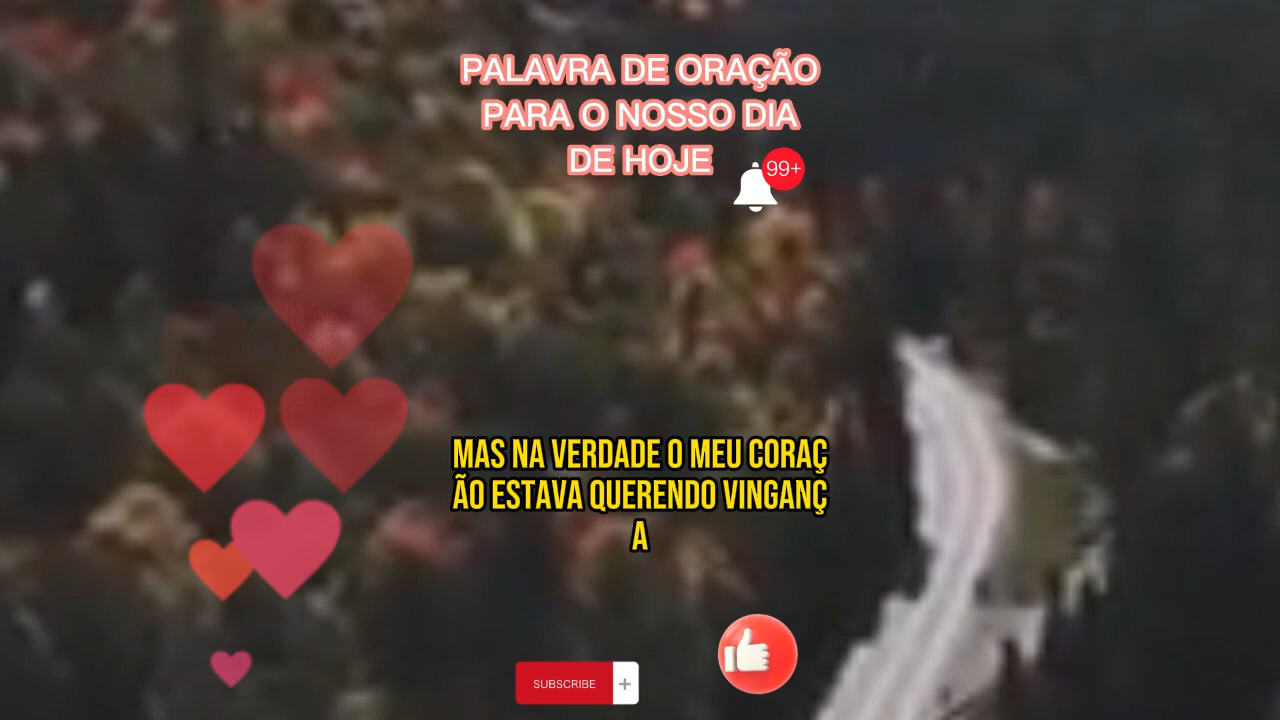 PALAVRA DE ORAÇÃO
PARA O NOSSO DIA
DE HOJE
99+
MAS NA VERDADE O MEU CORAÇ
ÃO ESTAVA QUERENDO VINGANÇ
A
SUBSCRIBE +